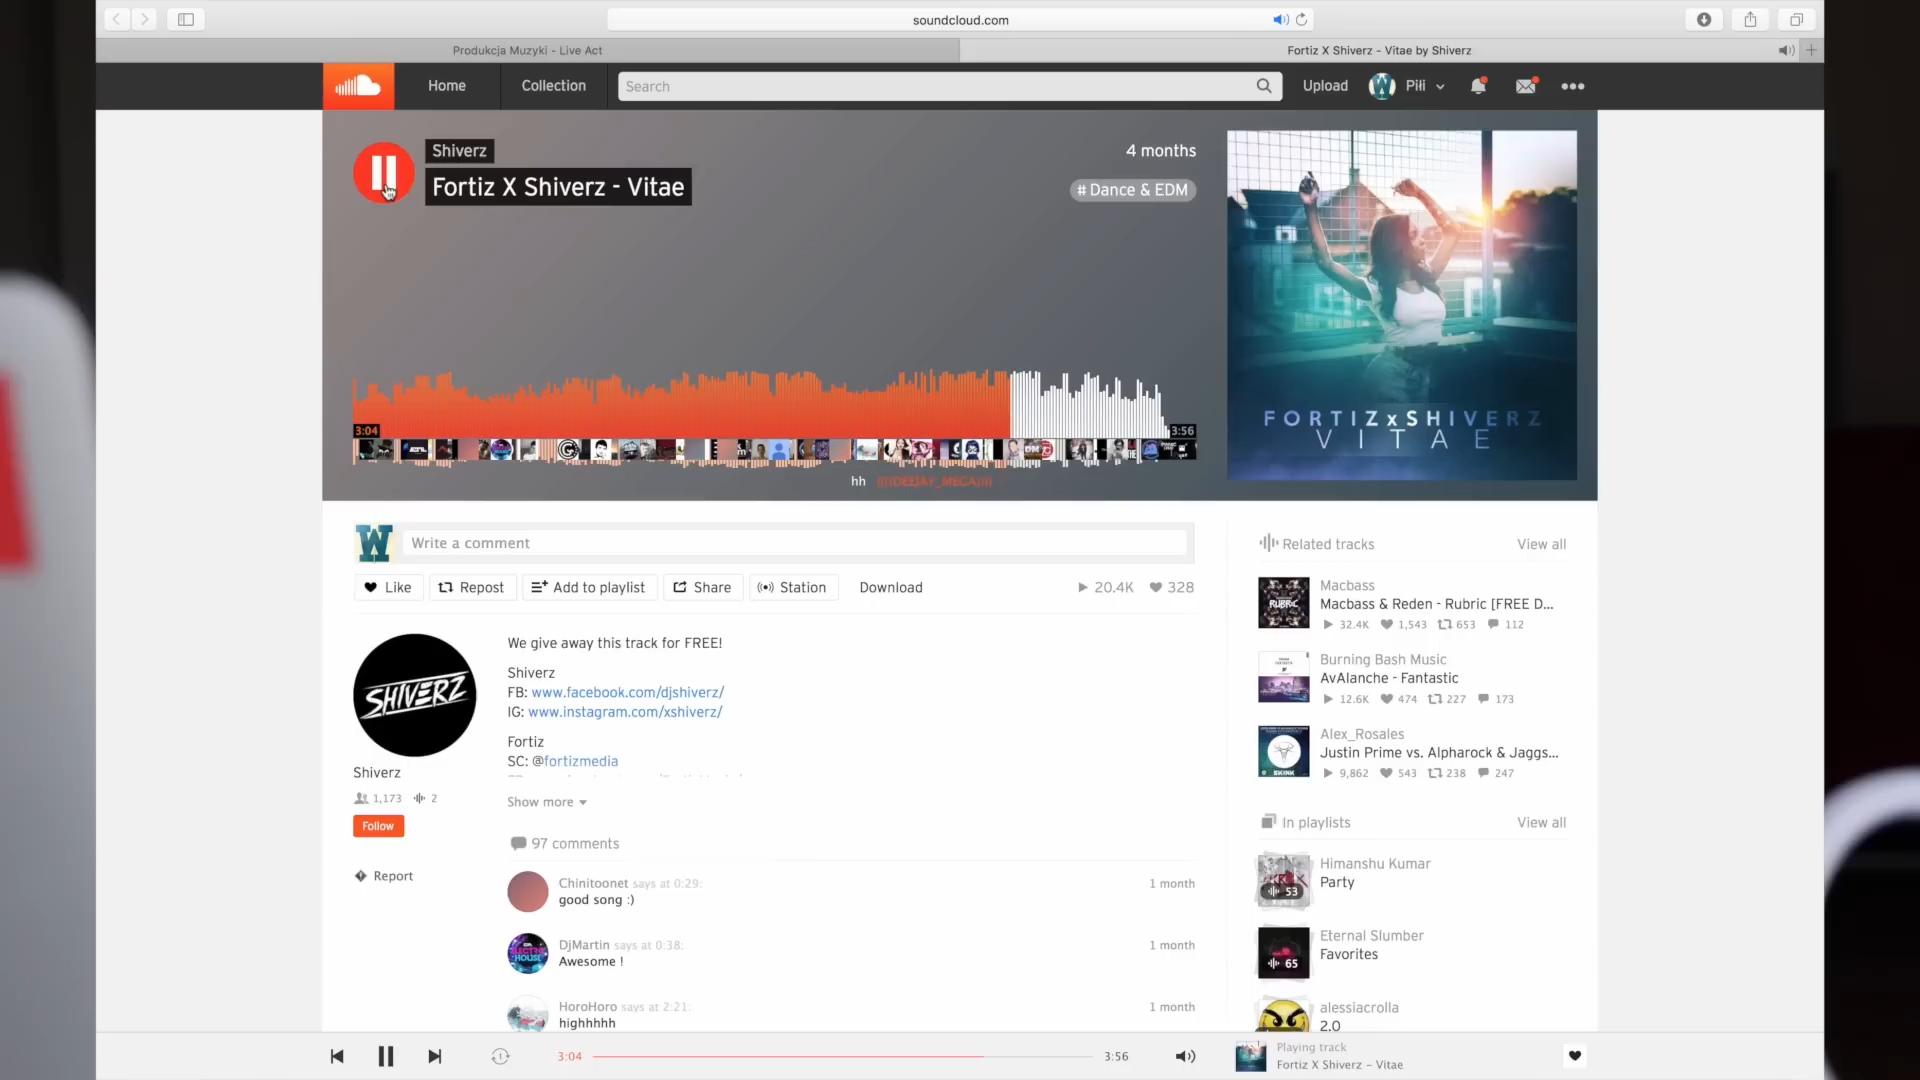 soundcloud.com
Produkcja Muzyki - Live Act
Fortiz X Shiverz - Vitae by Shiverz
Home
Collection
Search
Upload
Piłi
Shiverz
Fortiz X Shiverz - Vitae
4 months
# Dance & EDM
FORTIZxSHIVERZ
VITAE
3:04
3:56
hh
Write a comment
Like
Repost
Add to playlist
Share
Station
Download
20.4K
328
We give away this track for FREE!
Shiverz
FB: www.facebook.com/djshiverz/
IG: www.instagram.com/xshiverz/
Fortiz
SC: @fortizmedia
Show more
SHIVERZ
Shiverz
1,173
2
Follow
Report
97 comments
Chinitoonet says at 0:29:
good song :)
1 month
DjMartin says at 0:38:
Awesome !
1 month
HoroHoro says at 2:21:
highhhhh
1 month
Related tracks
View all
RUBRIC
Macbass
Macbass & Reden - Rubric [FREE D...
32.4K 1,543 653 112
Burning Bash Music
AvAlanche - Fantastic
12.6K 474 227 173
SKINK
Alex_Rosales
Justin Prime vs. Alpharock & Jaggs...
9,862 543 238 247
In playlists
View all
53
Himanshu Kumar
Party
65
Eternal Slumber
Favorites
alessiacrolla
2.0
3:04
3:56
Playing track
Fortiz X Shiverz - Vitae